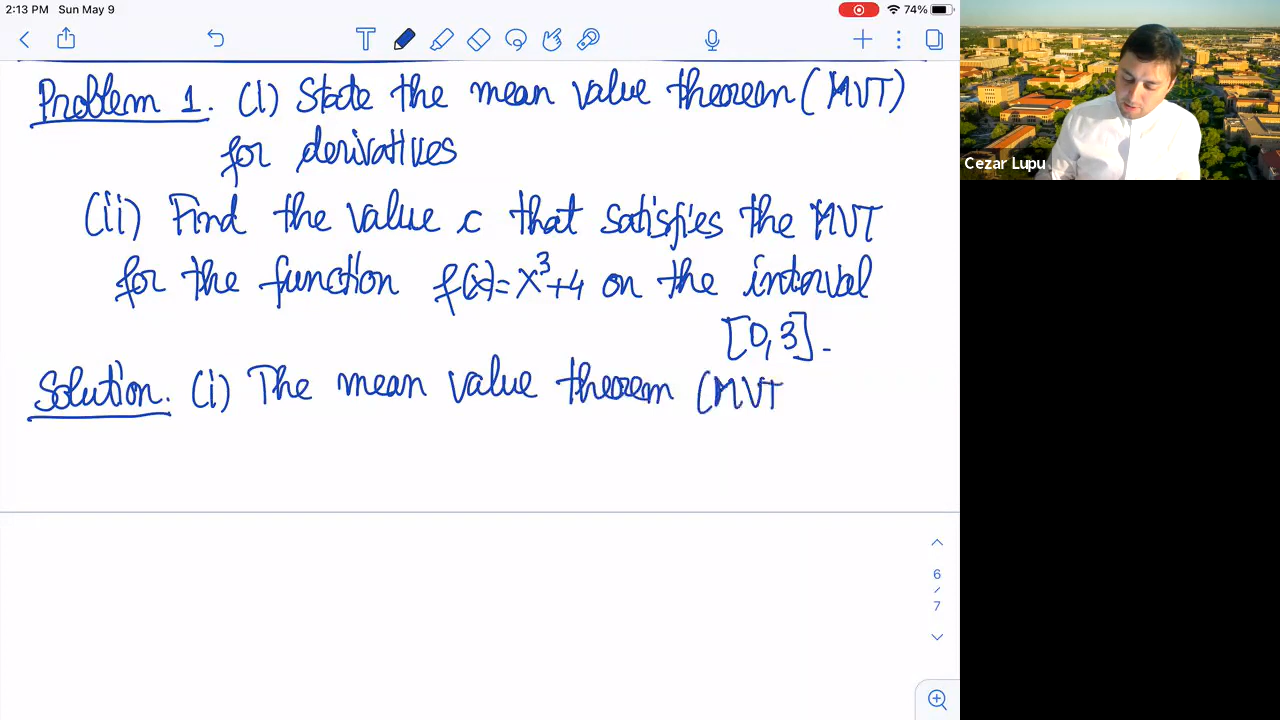 2:13 PM Sun May 9
74%
Problem 1. (i) State the mean value theorem (MVT)
for derivatives
(ii) Find the value c that satisfies the MVT
for the function f(x)=x³+4 on the interval
[0,3].
Solution. (i) The mean value theorem (MVT
6
/
7
Cezar Lupu